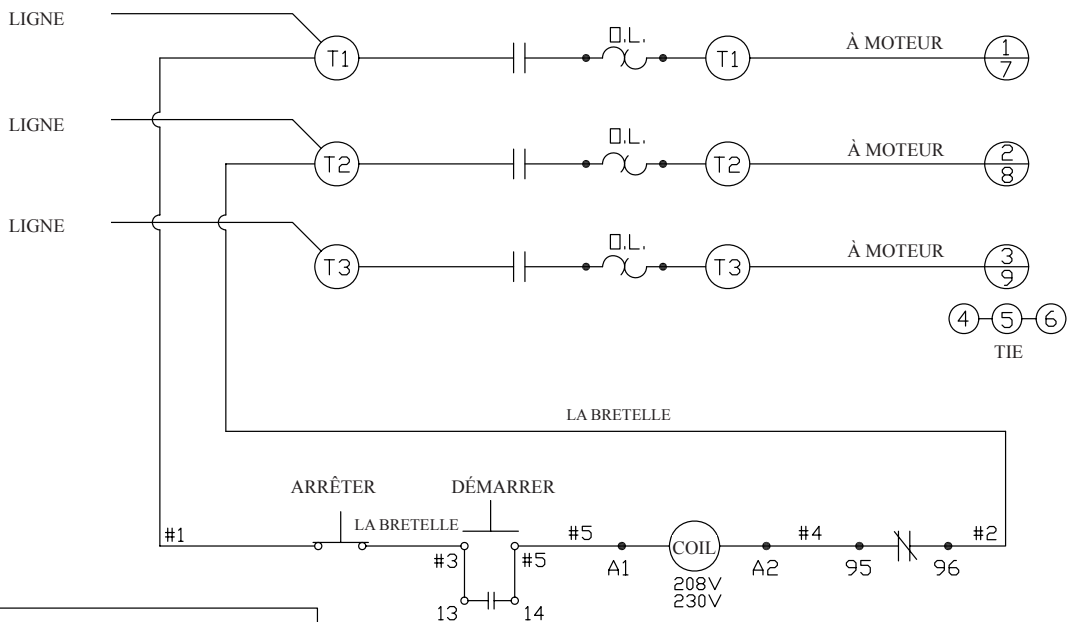 LIGNE
T1
O.L.
T1
À MOTEUR
1
7
LIGNE
T2
O.L.
T2
À MOTEUR
2
8
LIGNE
T3
O.L.
T3
À MOTEUR
3
9
4 5 6
TIE
LA BRETELLE
ARRÊTER
DÉMARRER
#1
LA BRETELLE
#3
#5
#5
A1
COIL
208V
230V
A2
#4
95
96
#2
13
14